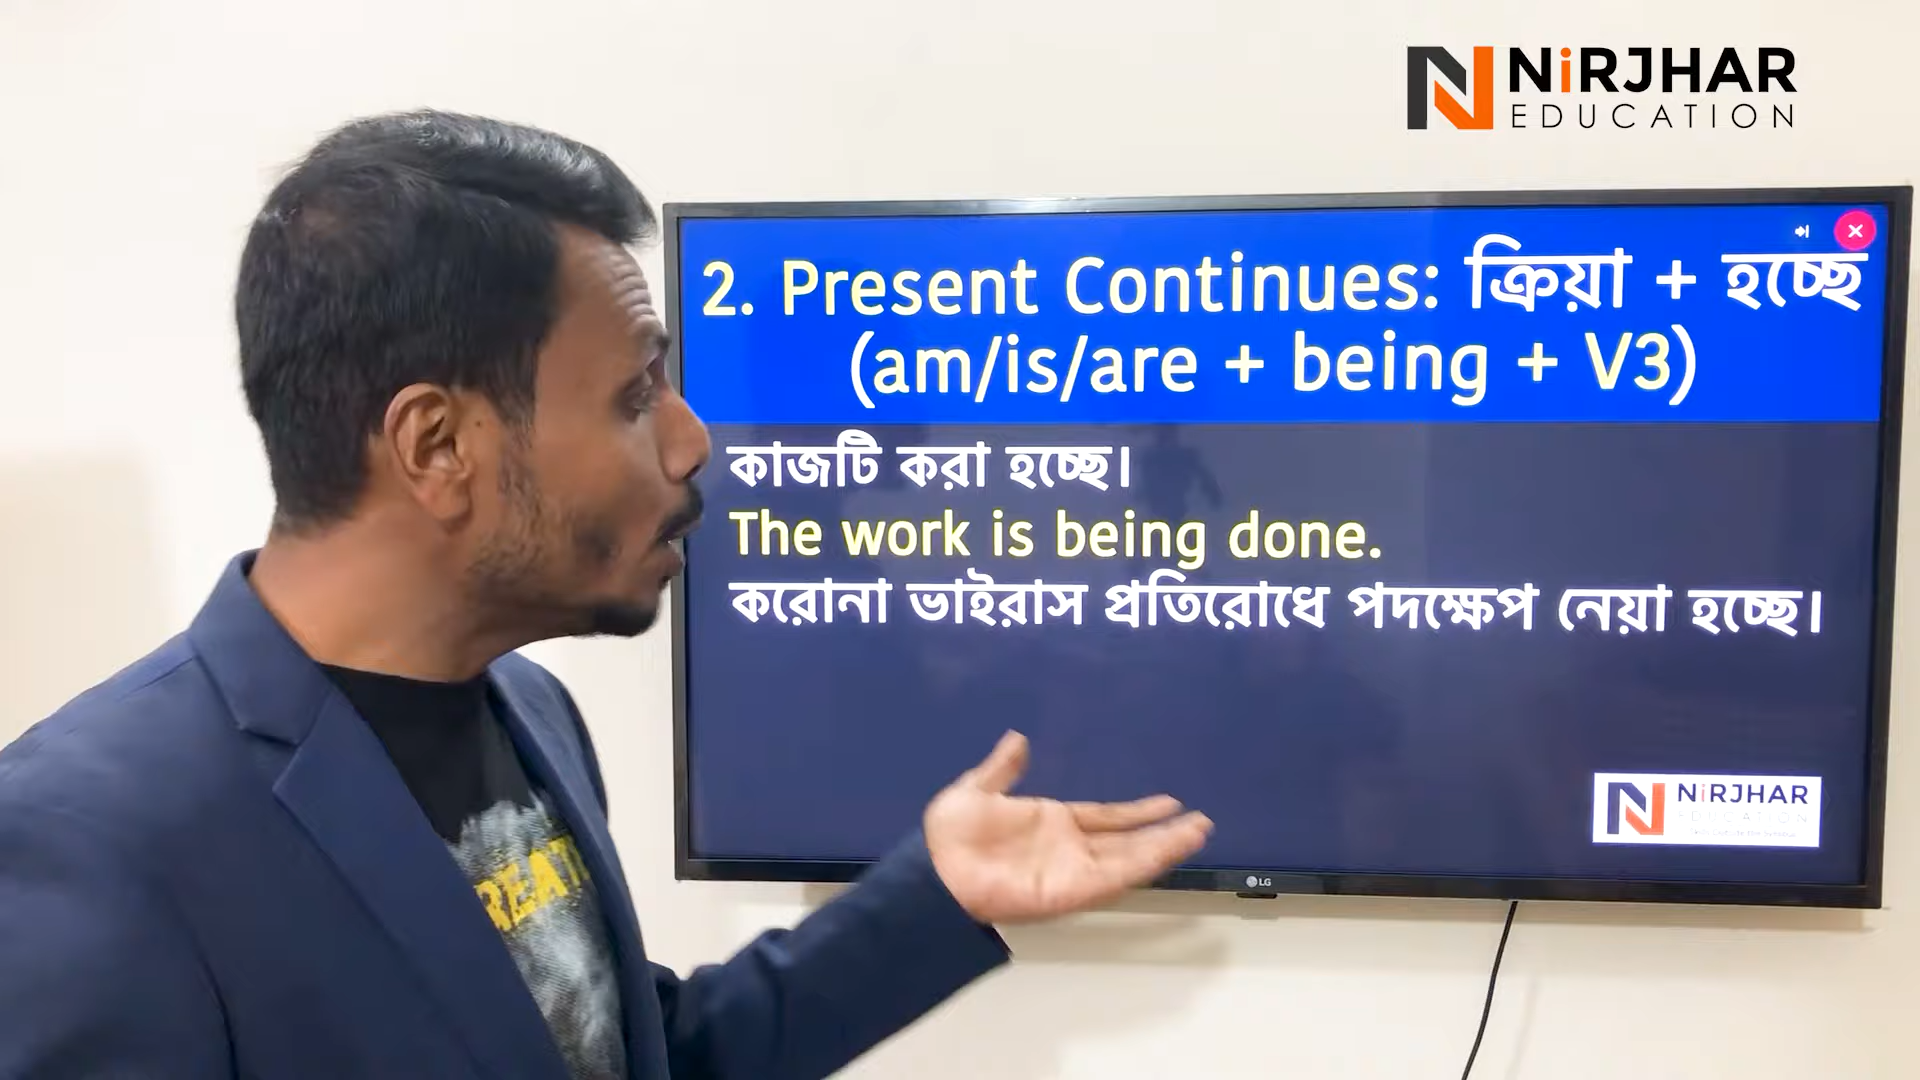 NiRJHAR
EDUCATION
2. Present Continues: ক্রিয়া + হচ্ছে
(am/is/are + being + V3)
কাজটি করা হচ্ছে।
The work is being done.
করোনা ভাইরাস প্রতিরোধে পদক্ষেপ নেয়া হচ্ছে।
NiRJHAR
EDUCATION
LG